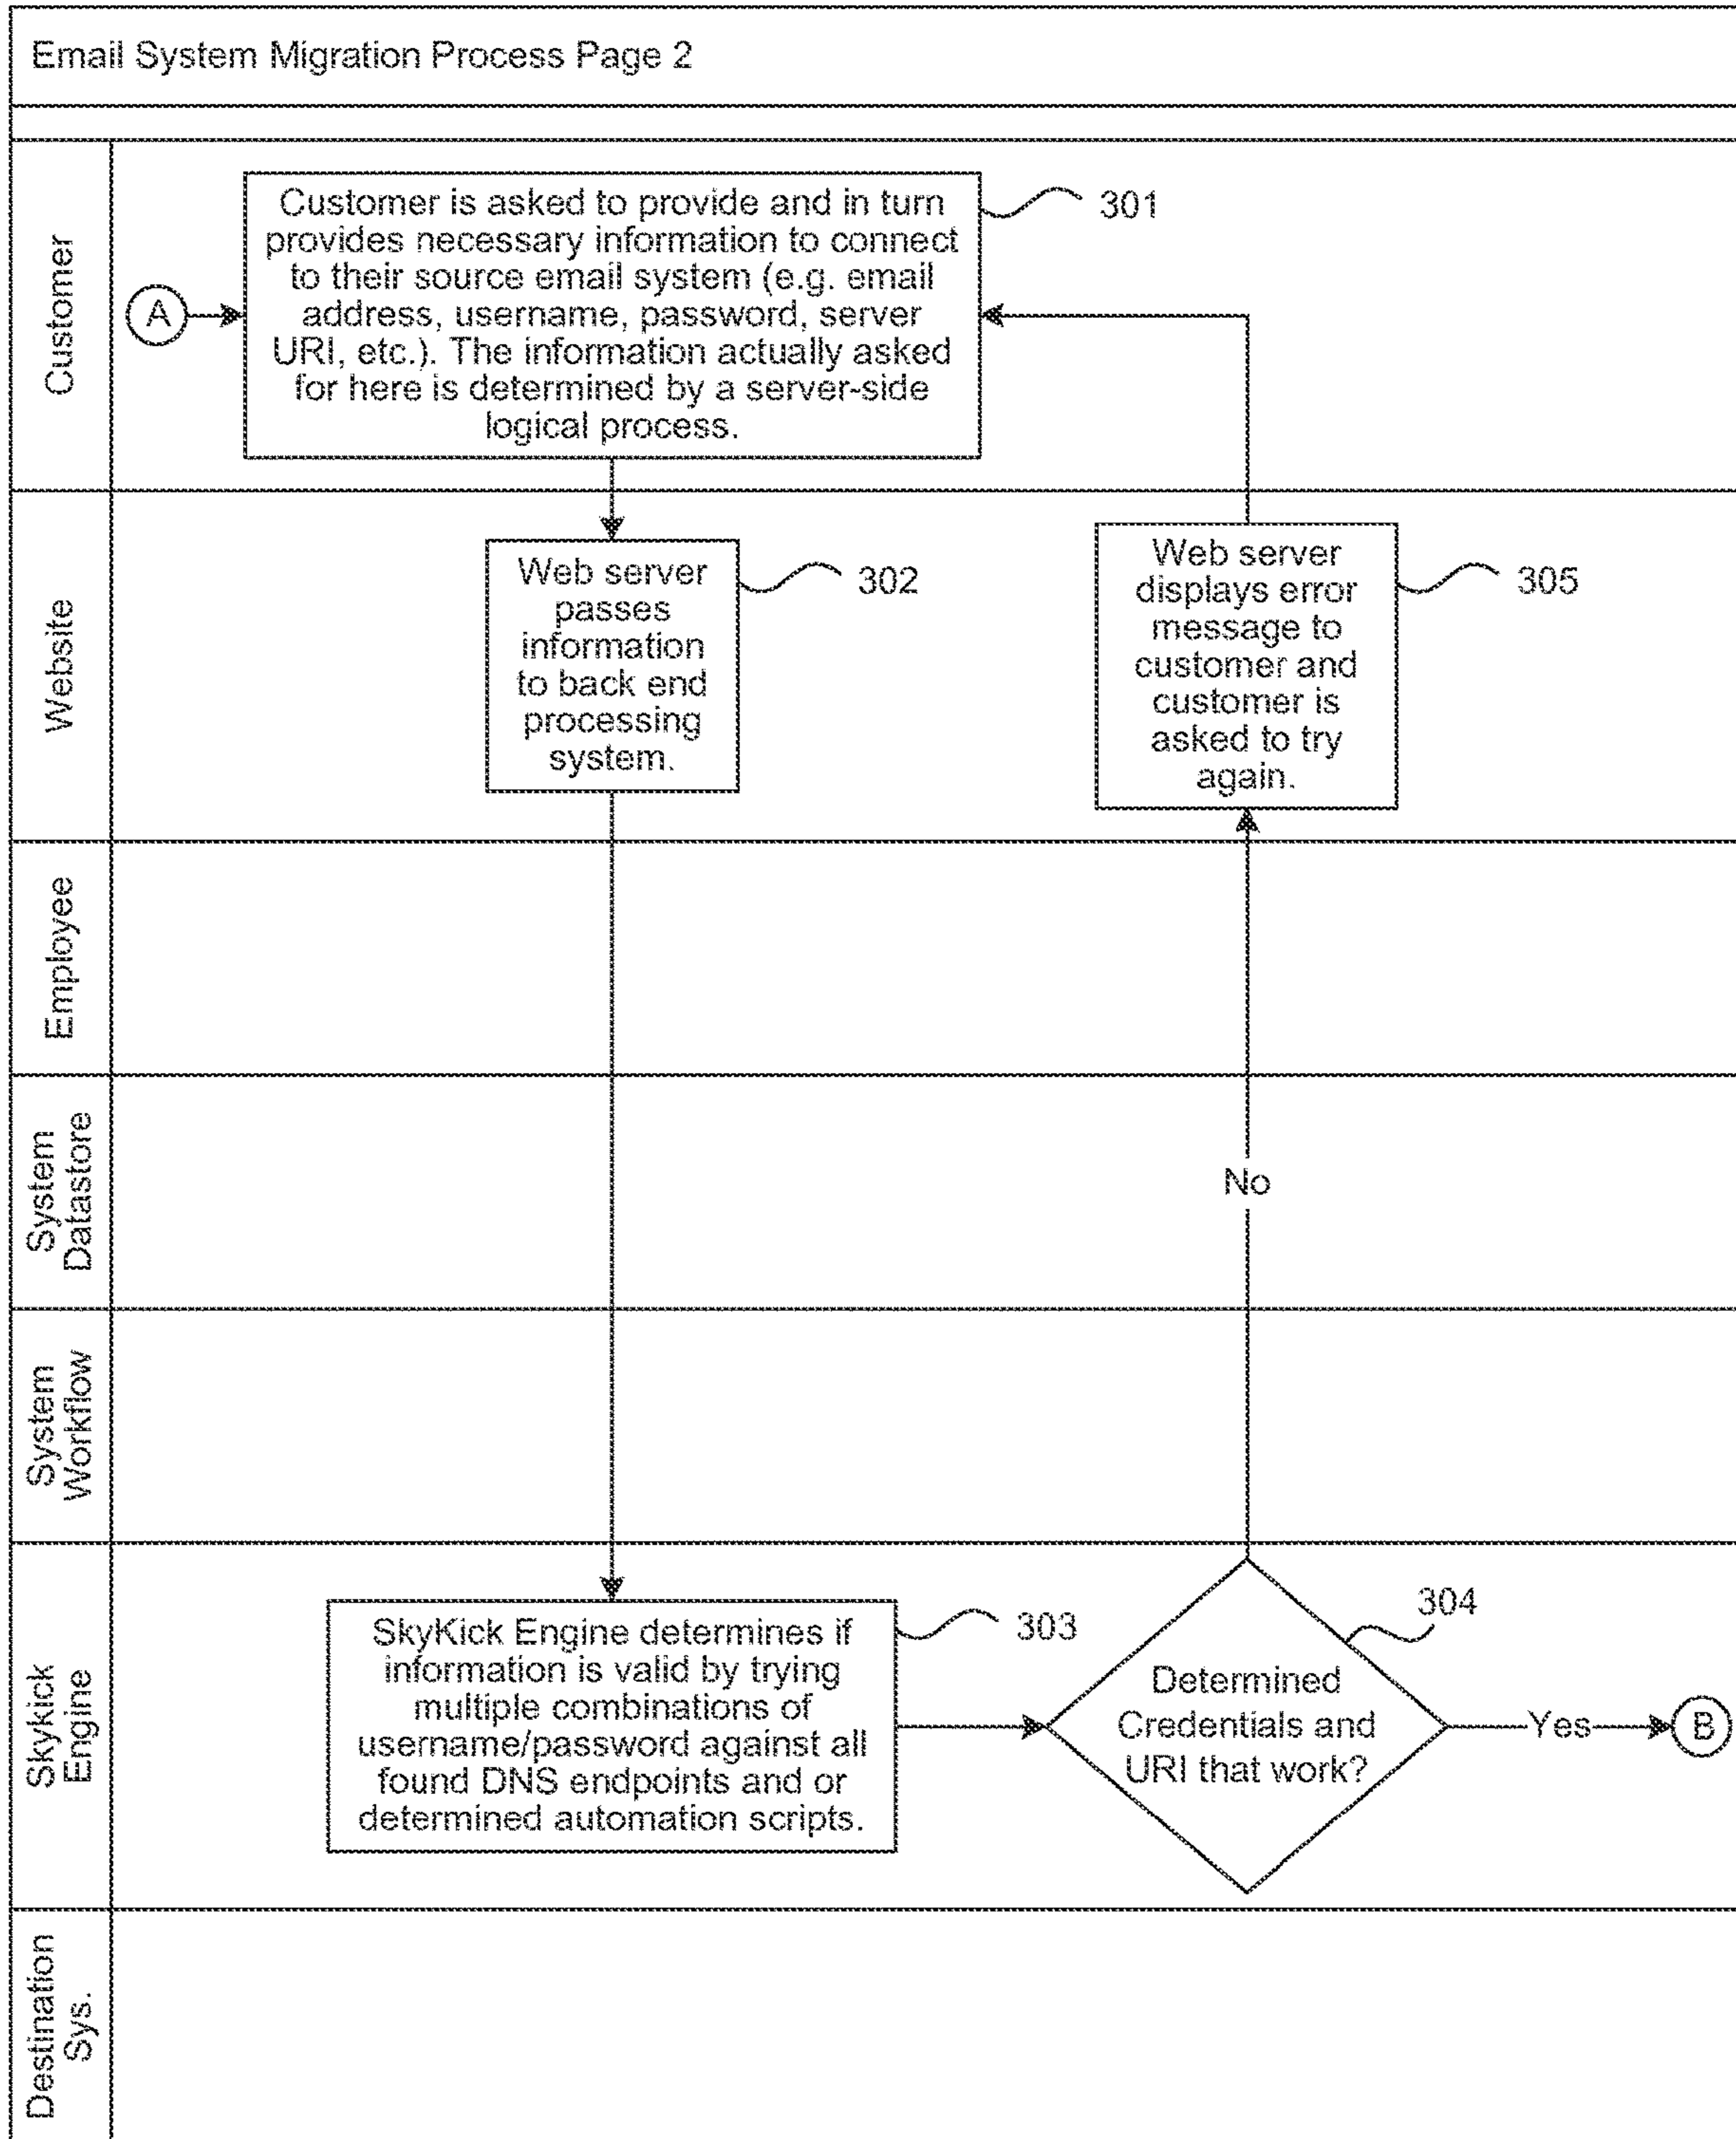 Email System Migration Process Page 2
Customer
A
Customer is asked to provide and in turn
provides necessary information to connect
to their source email system (e.g. email
address, username, password, server
URI, etc.). The information actually asked
for here is determined by a server-side
logical process.
301
Website
Web server
passes
information
to back end
processing
system.
302
Web server
displays error
message to
customer and
customer is
asked to try
again.
305
Employee
System
Datastore
No
System
Workflow
Skykick
Engine
SkyKick Engine determines if
information is valid by trying
multiple combinations of
username/password against all
found DNS endpoints and or
determined automation scripts.
303
Determined
Credentials and
URI that work?
304
Yes
B
Destination
Sys.